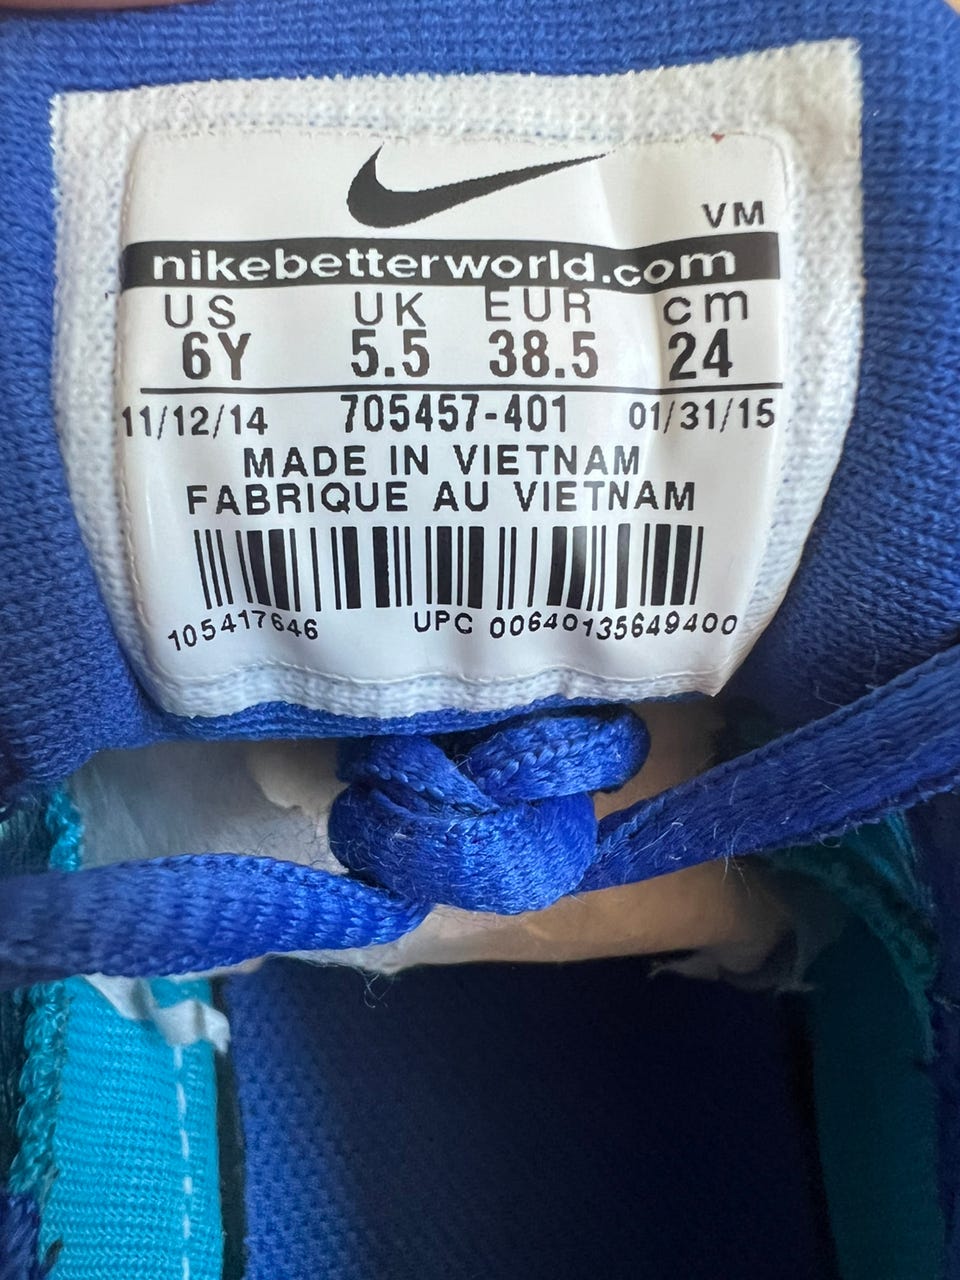 VM
nikebetterworld.com
US UK EUR cm
6Y 5.5 38.5 24
11/12/14 705457-401 01/31/15
MADE IN VIETNAM
FABRIQUE AU VIETNAM
105417646 UPC 00640135649400